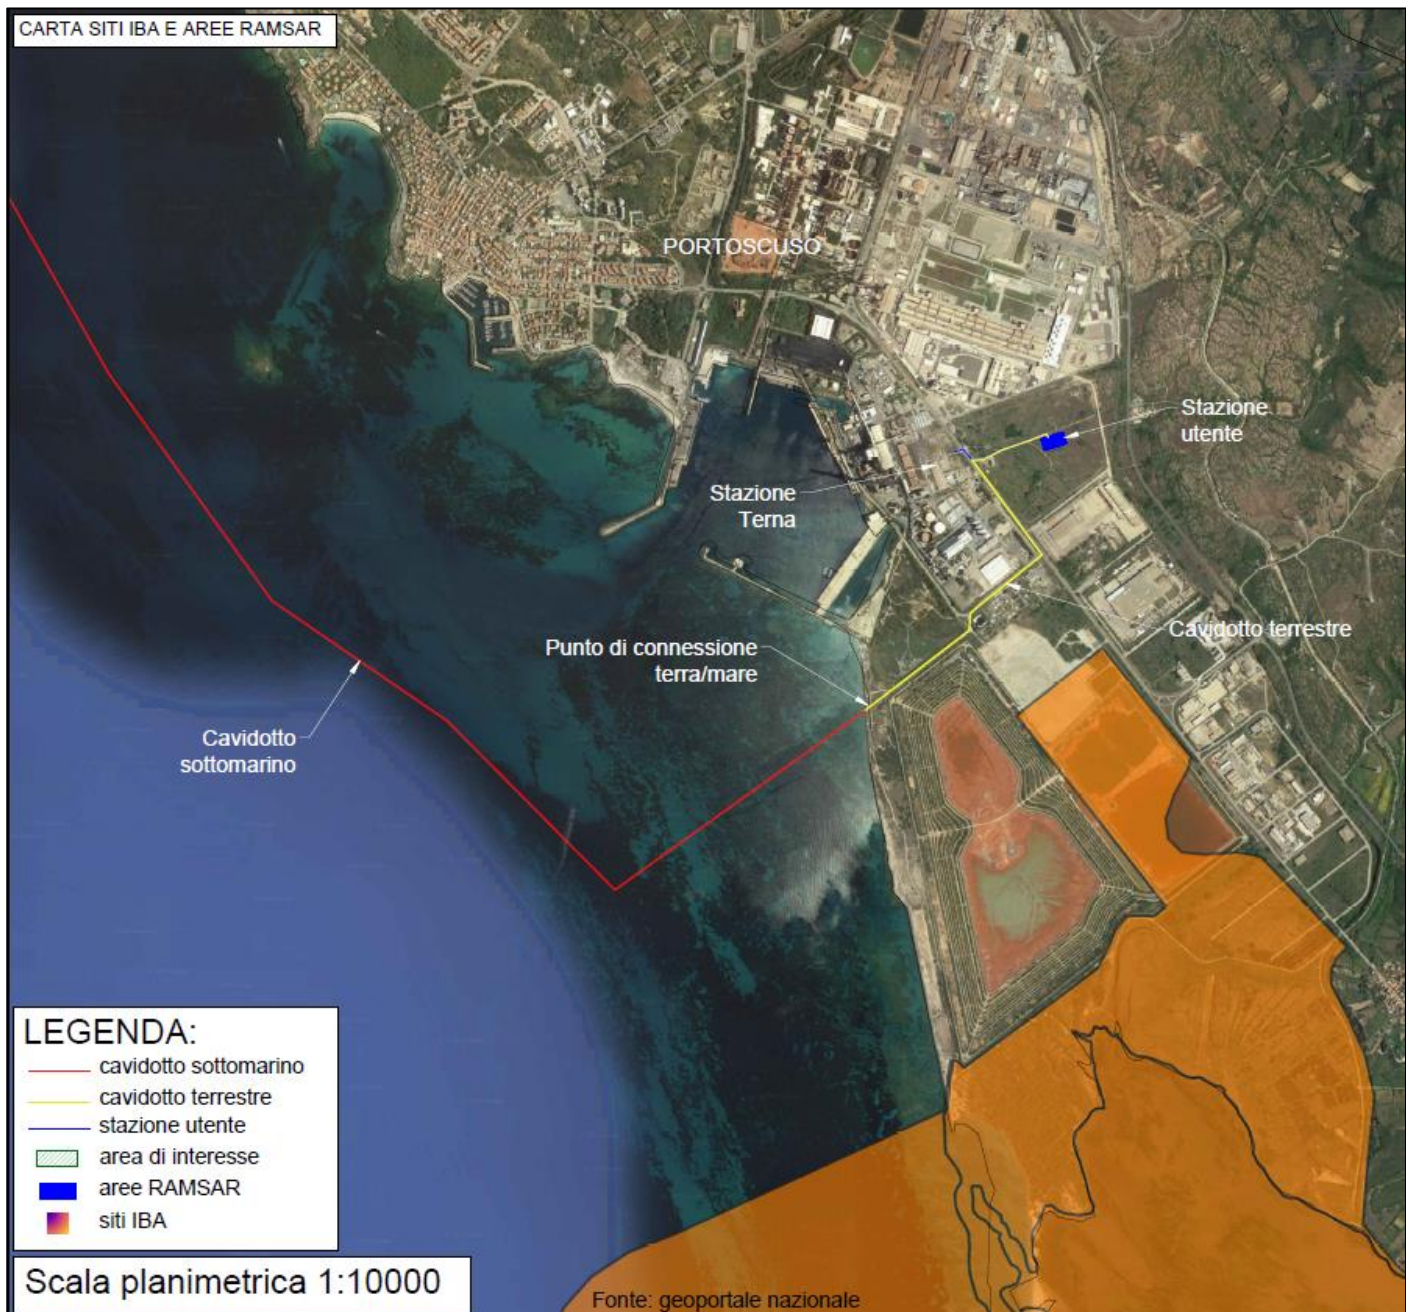 CARTA SITI IBA E AREE RAMSAR
PORTOSCUSO
Stazione
utente
Stazione
Terna
Punto di connessione
terra/mare
Cavidotto terrestre
Cavidotto
sottomarino
LEGENDA:
cavidotto sottomarino
cavidotto terrestre
stazione utente
area di interesse
aree RAMSAR
siti IBA
Scala planimetrica 1:10000
Fonte: geoportale nazionale